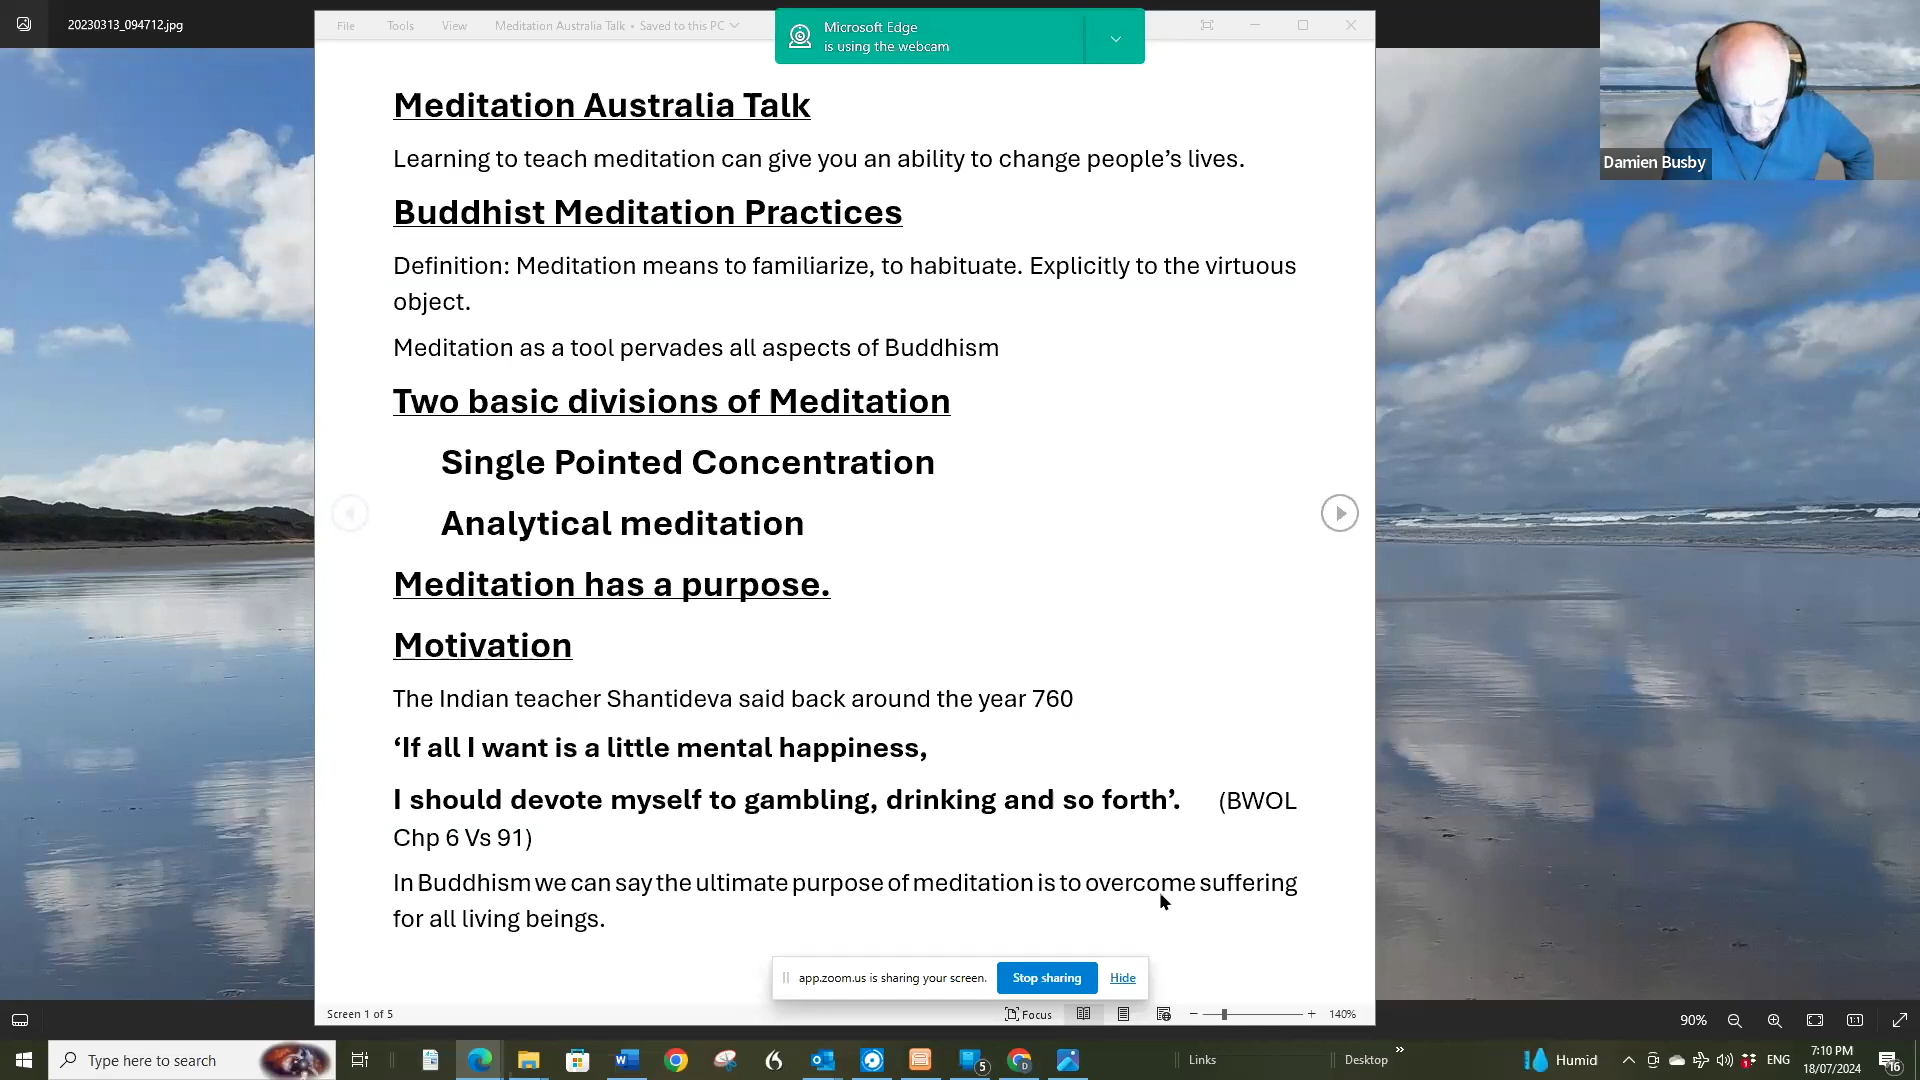 20230313_094712.jpg
File Tools View Meditation Australia Talk • Saved to this PC
Microsoft Edge
is using the webcam
Damien Busby
Meditation Australia Talk
Learning to teach meditation can give you an ability to change people’s lives.
Buddhist Meditation Practices
Definition: Meditation means to familiarize, to habituate. Explicitly to the virtuous
object.
Meditation as a tool pervades all aspects of Buddhism
Two basic divisions of Meditation
Single Pointed Concentration
Analytical meditation
Meditation has a purpose.
Motivation
The Indian teacher Shantideva said back around the year 760
‘If all I want is a little mental happiness,
I should devote myself to gambling, drinking and so forth’. (BWOL
Chp 6 Vs 91)
In Buddhism we can say the ultimate purpose of meditation is to overcome suffering
for all living beings.
app.zoom.us is sharing your screen. Stop sharing Hide
Screen 1 of 5 Focus 140%
90%
Type here to search Links Desktop Humid ENG 7:10 PM
18/07/2024
5
16